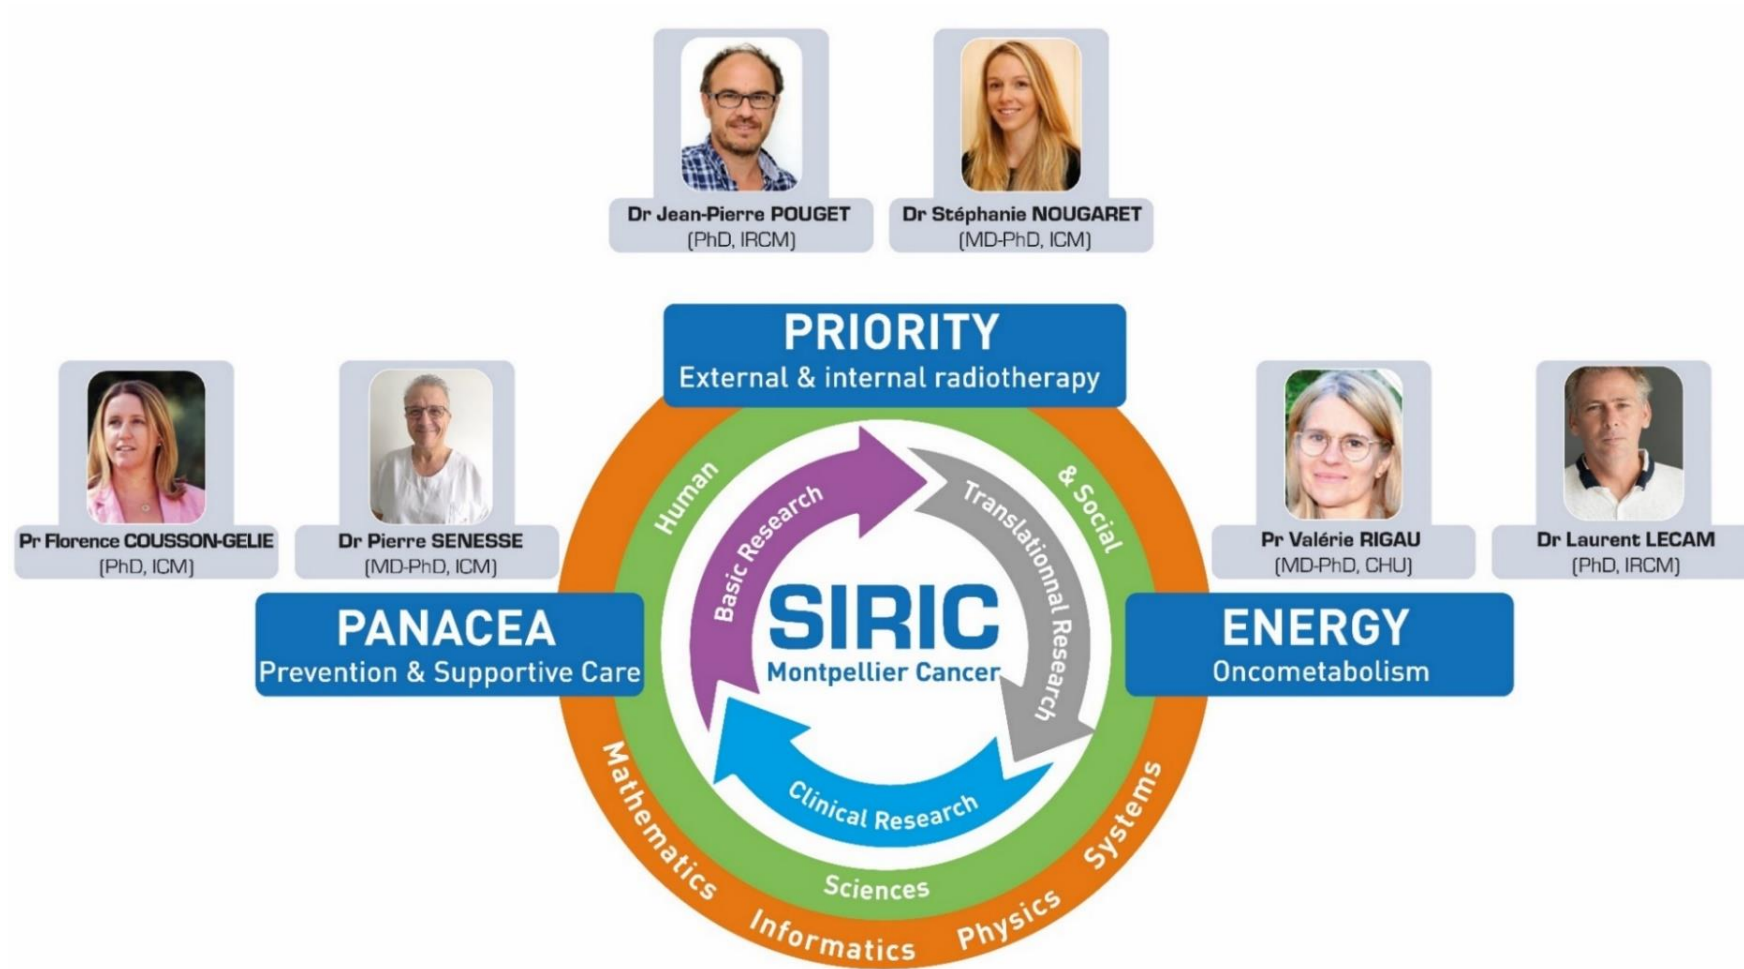 Dr Jean-Pierre POUGET
(PhD, IRCM)
Dr Stéphanie NOUGARET
(MD-PhD, ICM)
PRIORITY
External & internal radiotherapy
Pr Florence COUSSON-GELIE
(PhD, ICM)
Dr Pierre SENESSE
(MD-PhD, ICM)
Pr Valérie RIGAU
(MD-PhD, CHU)
Dr Laurent LECAM
(PhD, IRCM)
PANACEA
Prevention & Supportive Care
ENERGY
Oncometabolism
Human
& Social
Sciences
Basic Research
Translationnal Research
Clinical Research
SIRIC
Montpellier Cancer
Mathematics
Informatics
Physics
Systems